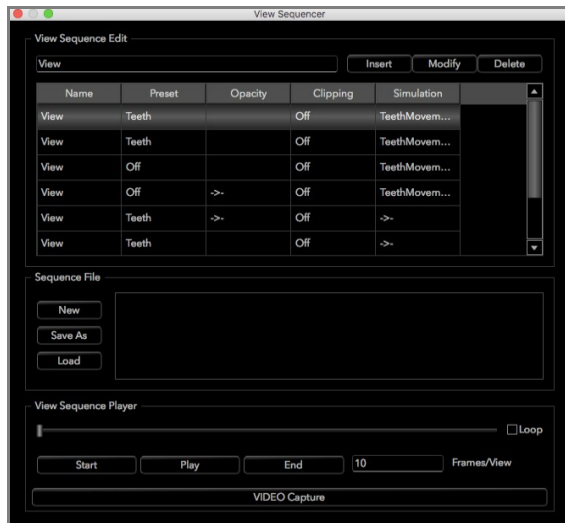 View Sequencer
View Sequence Edit
View Insert Modify Delete
Name Preset Opacity Clipping Simulation
View Teeth Off TeethMovem...
View Teeth Off TeethMovem...
View Off Off TeethMovem...
View Off ->- Off TeethMovem...
View Teeth ->- Off ->-
View Teeth Off ->-
Sequence File
New
Save As
Load
View Sequence Player
Loop
Start Play End 10 Frames/View
VIDEO Capture